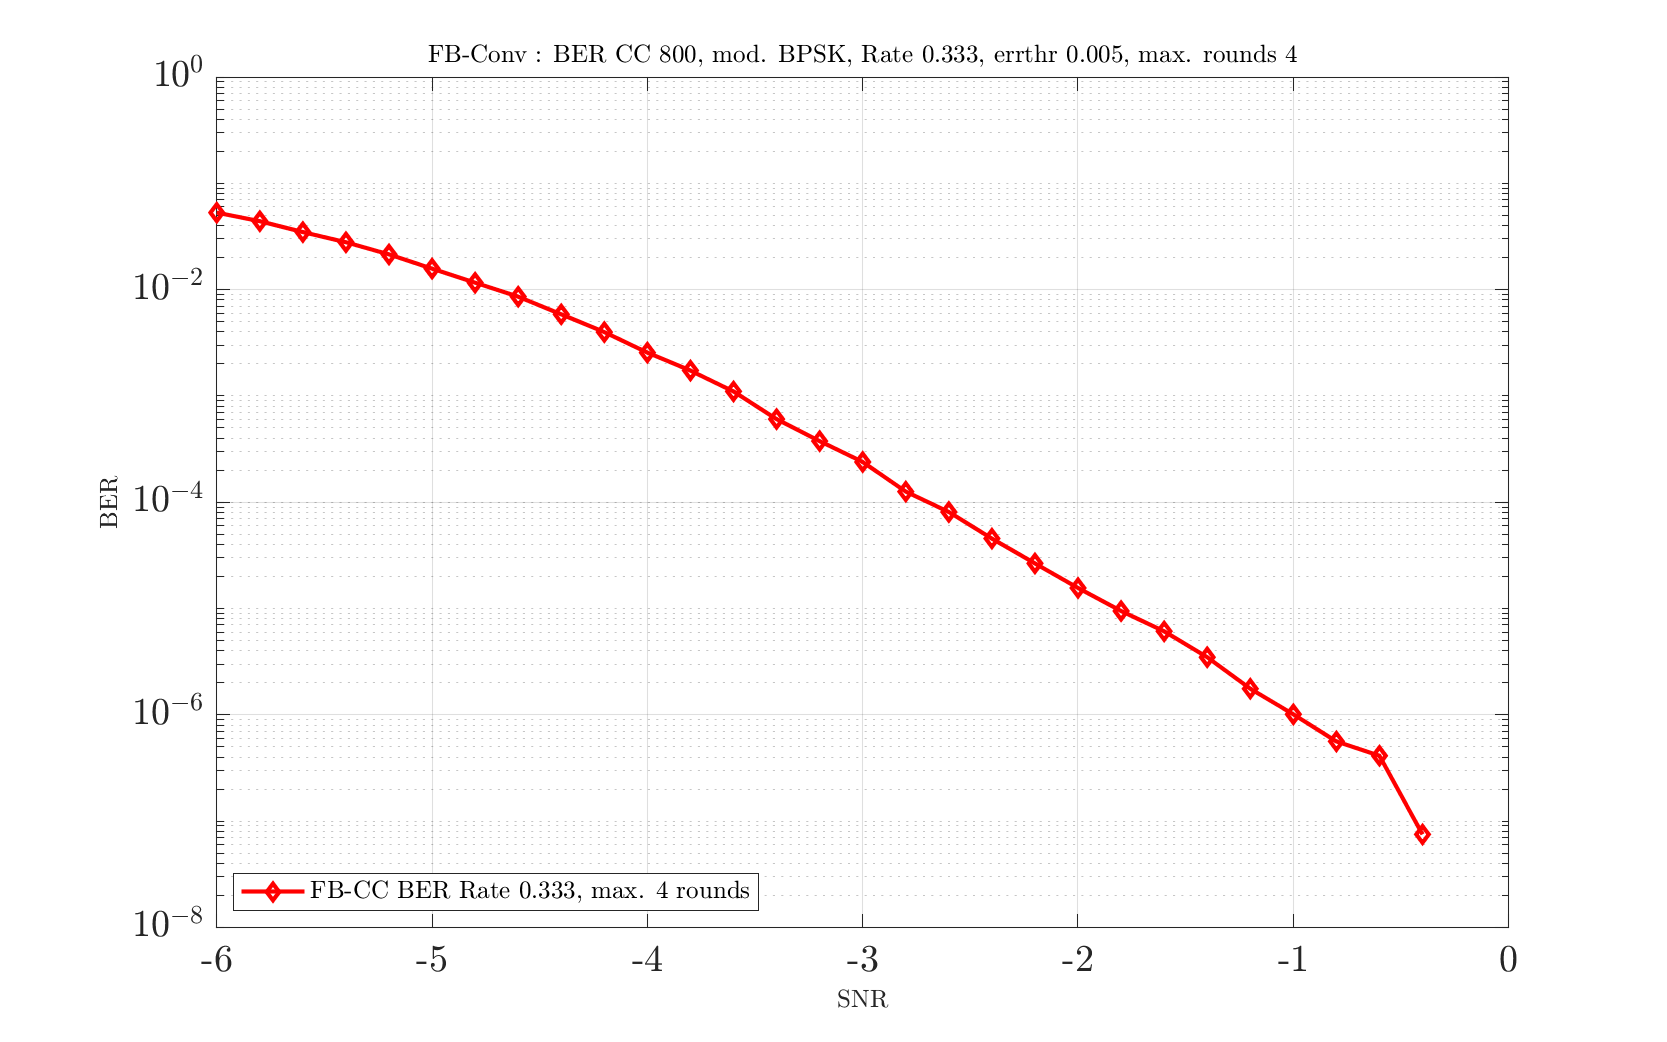 FB-Conv : BER CC 800, mod. BPSK, Rate 0.333, errthr 0.005, max. rounds 4
10^0
10^-2
10^-4
10^-6
10^-8
BER
FB-CC BER Rate 0.333, max. 4 rounds
-6 -5 -4 -3 -2 -1 0
SNR